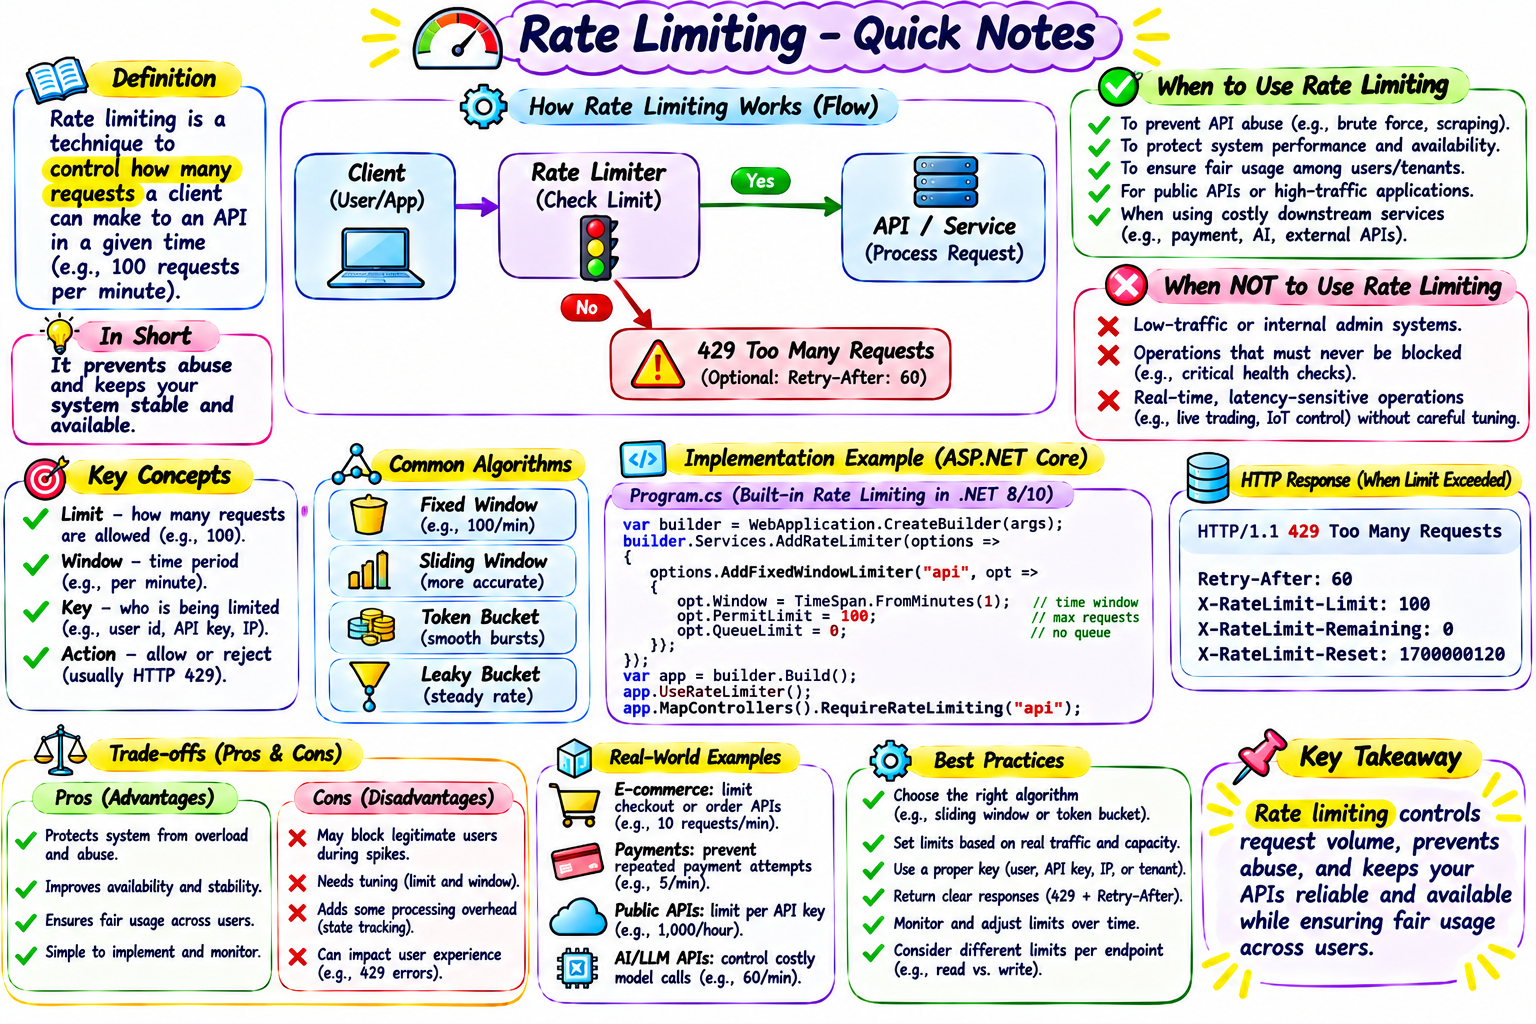 Rate Limiting – Quick Notes
Definition
Rate limiting is a
technique to
control how many
requests a client
can make to an API
in a given time
(e.g., 100 requests
per minute).
In Short
It prevents abuse
and keeps your
system stable and
available.
How Rate Limiting Works (Flow)
Client
(User/App)
Rate Limiter
(Check Limit)
Yes
API / Service
(Process Request)
No
429 Too Many Requests
(Optional: Retry-After: 60)
When to Use Rate Limiting
To prevent API abuse (e.g., brute force, scraping).
To protect system performance and availability.
To ensure fair usage among users/tenants.
For public APIs or high-traffic applications.
When using costly downstream services
(e.g., payment, AI, external APIs).
When NOT to Use Rate Limiting
Low-traffic or internal admin systems.
Operations that must never be blocked
(e.g., critical health checks).
Real-time, latency-sensitive operations
(e.g., live trading, IoT control) without careful tuning.
Key Concepts
Limit – how many requests
are allowed (e.g., 100).
Window – time period
(e.g., per minute).
Key – who is being limited
(e.g., user id, API key, IP).
Action – allow or reject
(usually HTTP 429).
Common Algorithms
Fixed Window
(e.g., 100/min)
Sliding Window
(more accurate)
Token Bucket
(smooth bursts)
Leaky Bucket
(steady rate)
</> Implementation Example (ASP.NET Core)
Program.cs (Built-in Rate Limiting in .NET 8/10)
var builder = WebApplication.CreateBuilder(args);
builder.Services.AddRateLimiter(options =>
{
options.AddFixedWindowLimiter("api", opt =>
{
opt.Window = TimeSpan.FromMinutes(1); // time window
opt.PermitLimit = 100; // max requests
opt.QueueLimit = 0; // no queue
});
});
var app = builder.Build();
app.UseRateLimiter();
app.MapControllers().RequireRateLimiting("api");
HTTP Response (When Limit Exceeded)
HTTP/1.1 429 Too Many Requests
Retry-After: 60
X-RateLimit-Limit: 100
X-RateLimit-Remaining: 0
X-RateLimit-Reset: 1700000120
Trade-offs (Pros & Cons)
Pros (Advantages)
Protects system from overload
and abuse.
Improves availability and stability.
Ensures fair usage across users.
Simple to implement and monitor.
Cons (Disadvantages)
May block legitimate users
during spikes.
Needs tuning (limit and window).
Adds some processing overhead
(state tracking).
Can impact user experience
(e.g., 429 errors).
Real-World Examples
E-commerce: limit
checkout or order APIs
(e.g., 10 requests/min).
Payments: prevent
repeated payment attempts
(e.g., 5/min).
Public APIs: limit per API key
(e.g., 1,000/hour).
AI/LLM APIs: control costly
model calls (e.g., 60/min).
Best Practices
Choose the right algorithm
(e.g., sliding window or token bucket).
Set limits based on real traffic and capacity.
Use a proper key (user, API key, IP, or tenant).
Return clear responses (429 + Retry-After).
Monitor and adjust limits over time.
Consider different limits per endpoint
(e.g., read vs. write).
Key Takeaway
Rate limiting controls
request volume, prevents
abuse, and keeps your
APIs reliable and available
while ensuring fair usage
across users.